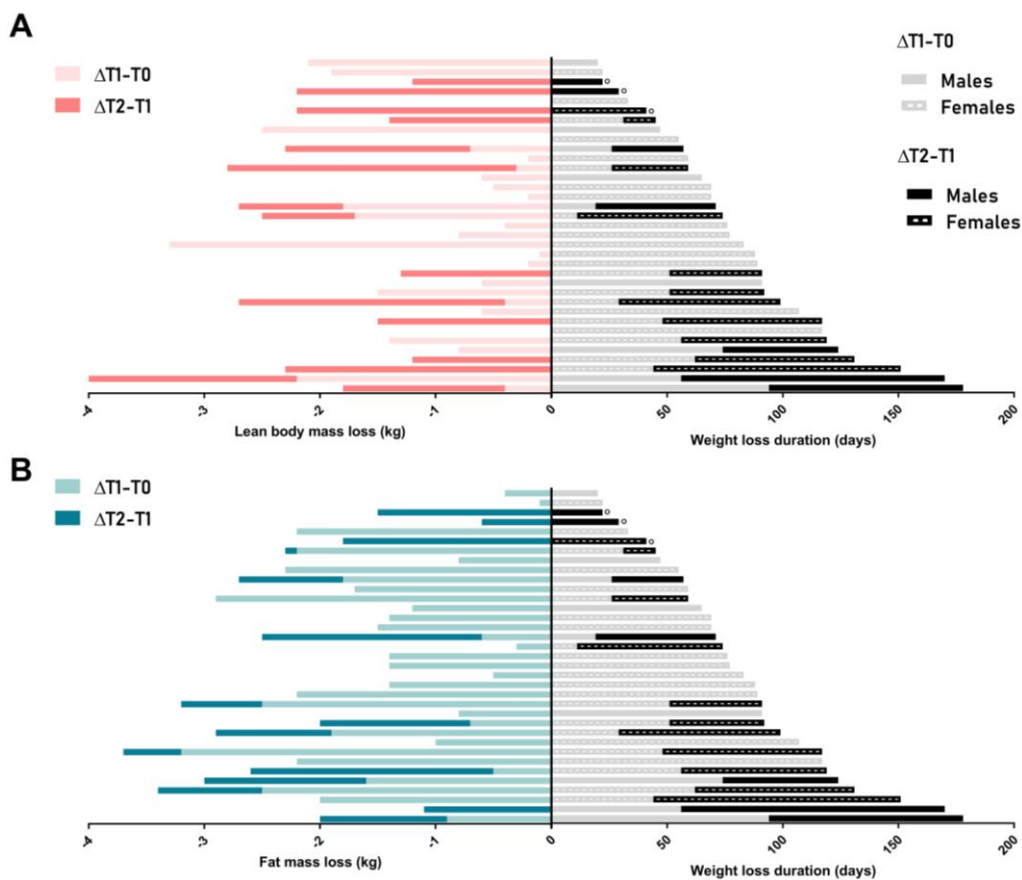 A
ΔT1-T0
ΔT2-T1
ΔT1-T0
Males
Females
ΔT2-T1
Males
Females
-4
-3
-2
-1
0
50
100
150
200
Lean body mass loss (kg)
Weight loss duration (days)
B
ΔT1-T0
ΔT2-T1
-4
-3
-2
-1
0
50
100
150
200
Fat mass loss (kg)
Weight loss duration (days)